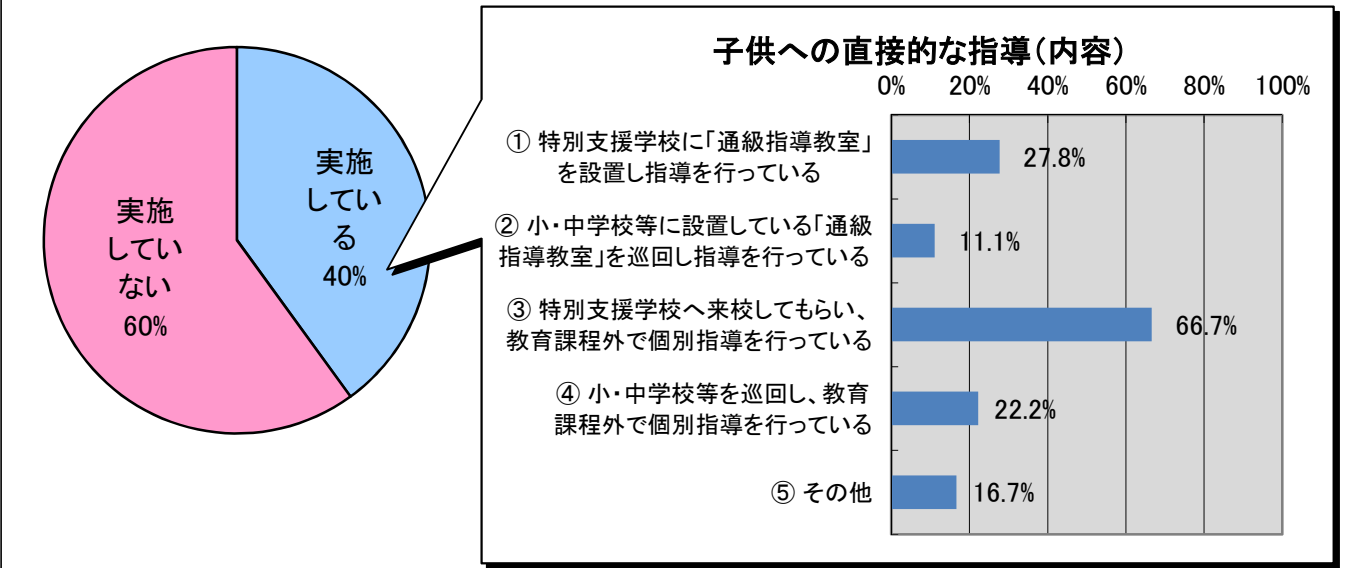 実施
してい
ない
60%
実施
してい
る
40%
子供への直接的な指導(内容)
0% 20% 40% 60% 80% 100%
① 特別支援学校に「通級指導教室」
を設置し指導を行っている
27.8%
② 小・中学校等に設置している「通級
指導教室」を巡回し指導を行っている
11.1%
③ 特別支援学校へ来校してもらい、
教育課程外で個別指導を行っている
66.7%
④ 小・中学校等を巡回し、教育
課程外で個別指導を行っている
22.2%
⑤ その他
16.7%